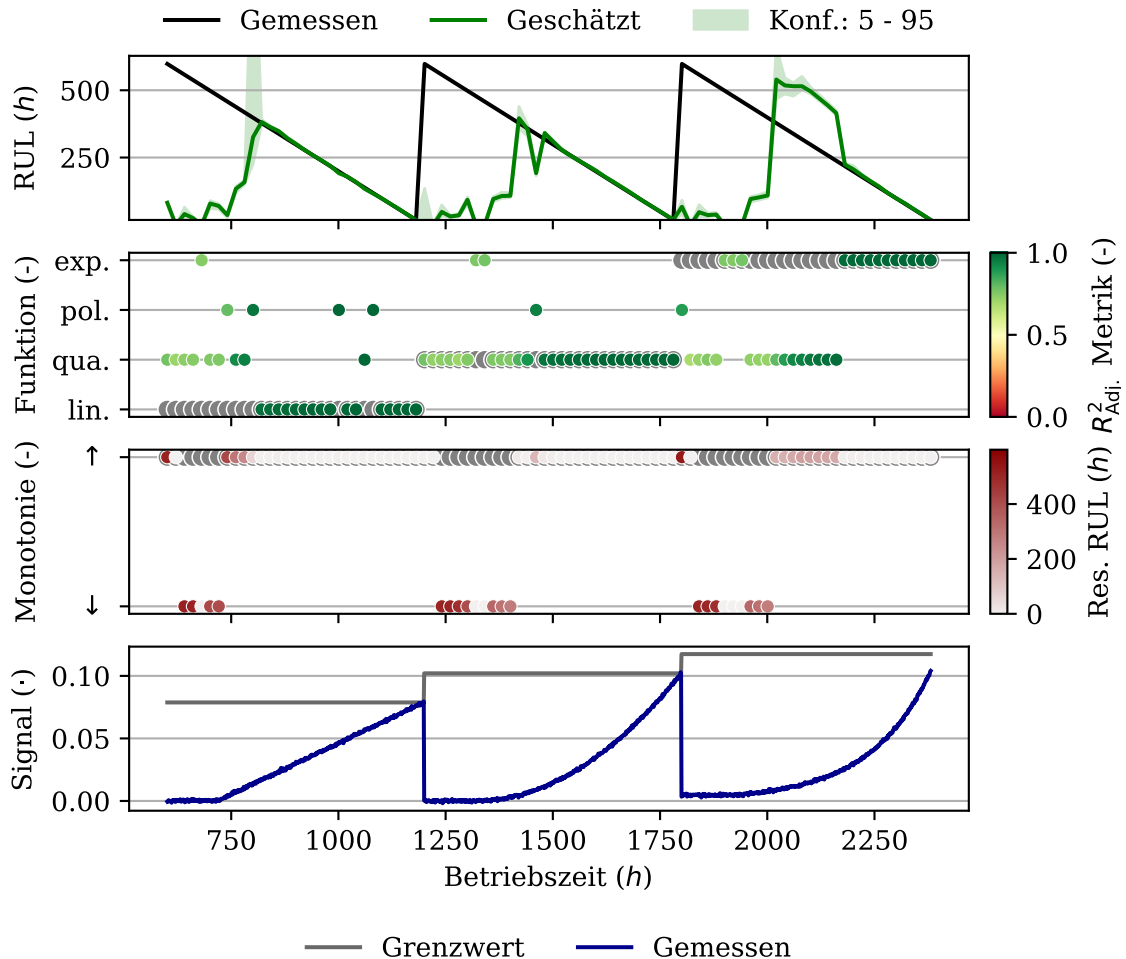 Gemessen Geschätzt Konf.: 5 - 95
RUL (h)
500
250
Funktion (-)
exp.
pol.
qua.
lin.
1.0
0.5
0.0
R²Adj. Metrik (-)
Monotonie (-)
↑
↓
400
200
0
Res. RUL (h)
Signal (·)
0.10
0.05
0.00
750 1000 1250 1500 1750 2000 2250
Betriebszeit (h)
Grenzwert Gemessen